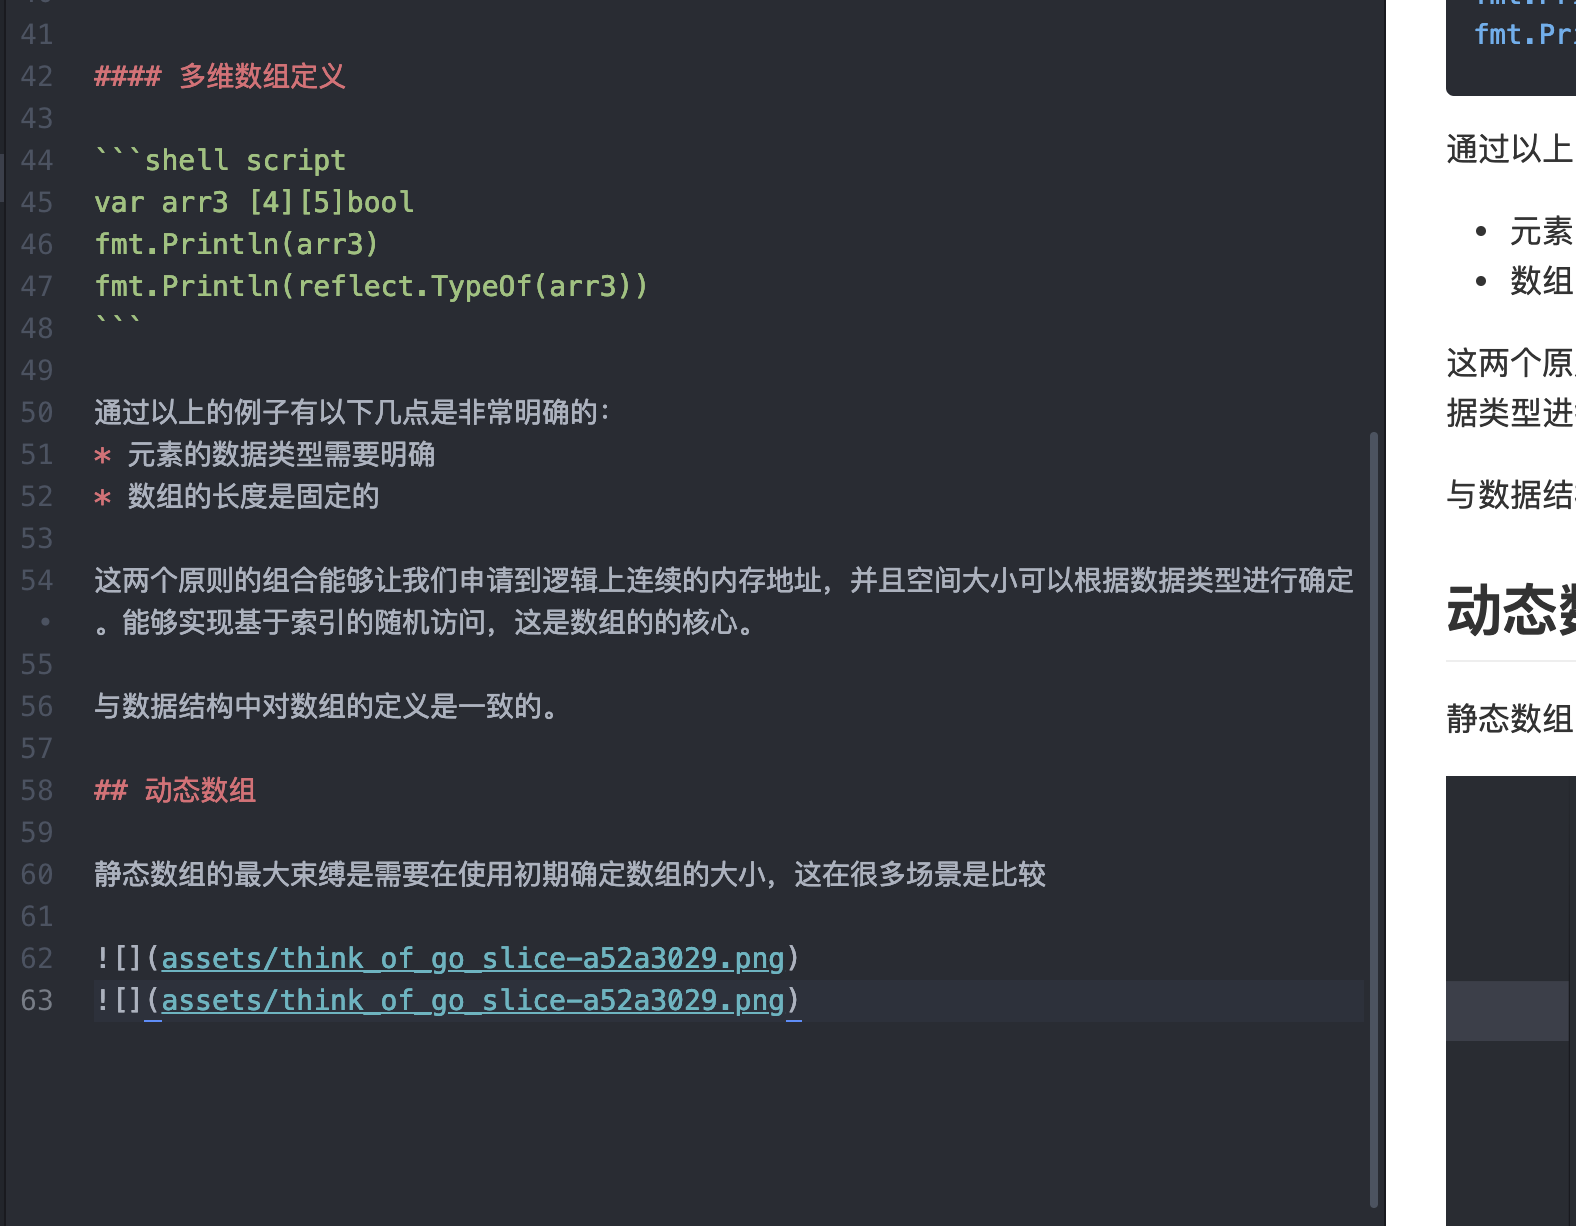 41
42 #### 多维数组定义
43
44 ```shell script
45 var arr3 [4][5]bool
46 fmt.Println(arr3)
47 fmt.Println(reflect.TypeOf(arr3))
48 ```
49
50 通过以上的例子有以下几点是非常明确的：
51 * 元素的数据类型需要明确
52 * 数组的长度是固定的
53
54 这两个原则的组合能够让我们申请到逻辑上连续的内存地址，并且空间大小可以根据数据类型进行确定
• 。能够实现基于索引的随机访问，这是数组的的核心。
55
56 与数据结构中对数组的定义是一致的。
57
58 ## 动态数组
59
60 静态数组的最大束缚是需要在使用初期确定数组的大小，这在很多场景是比较
61
62 ![](assets/think_of_go_slice-a52a3029.png)
63 ![](assets/think_of_go_slice-a52a3029.png)
fmt.Pr
通过以上
• 元素
• 数组
这两个原
据类型进
与数据结
动态
静态数组